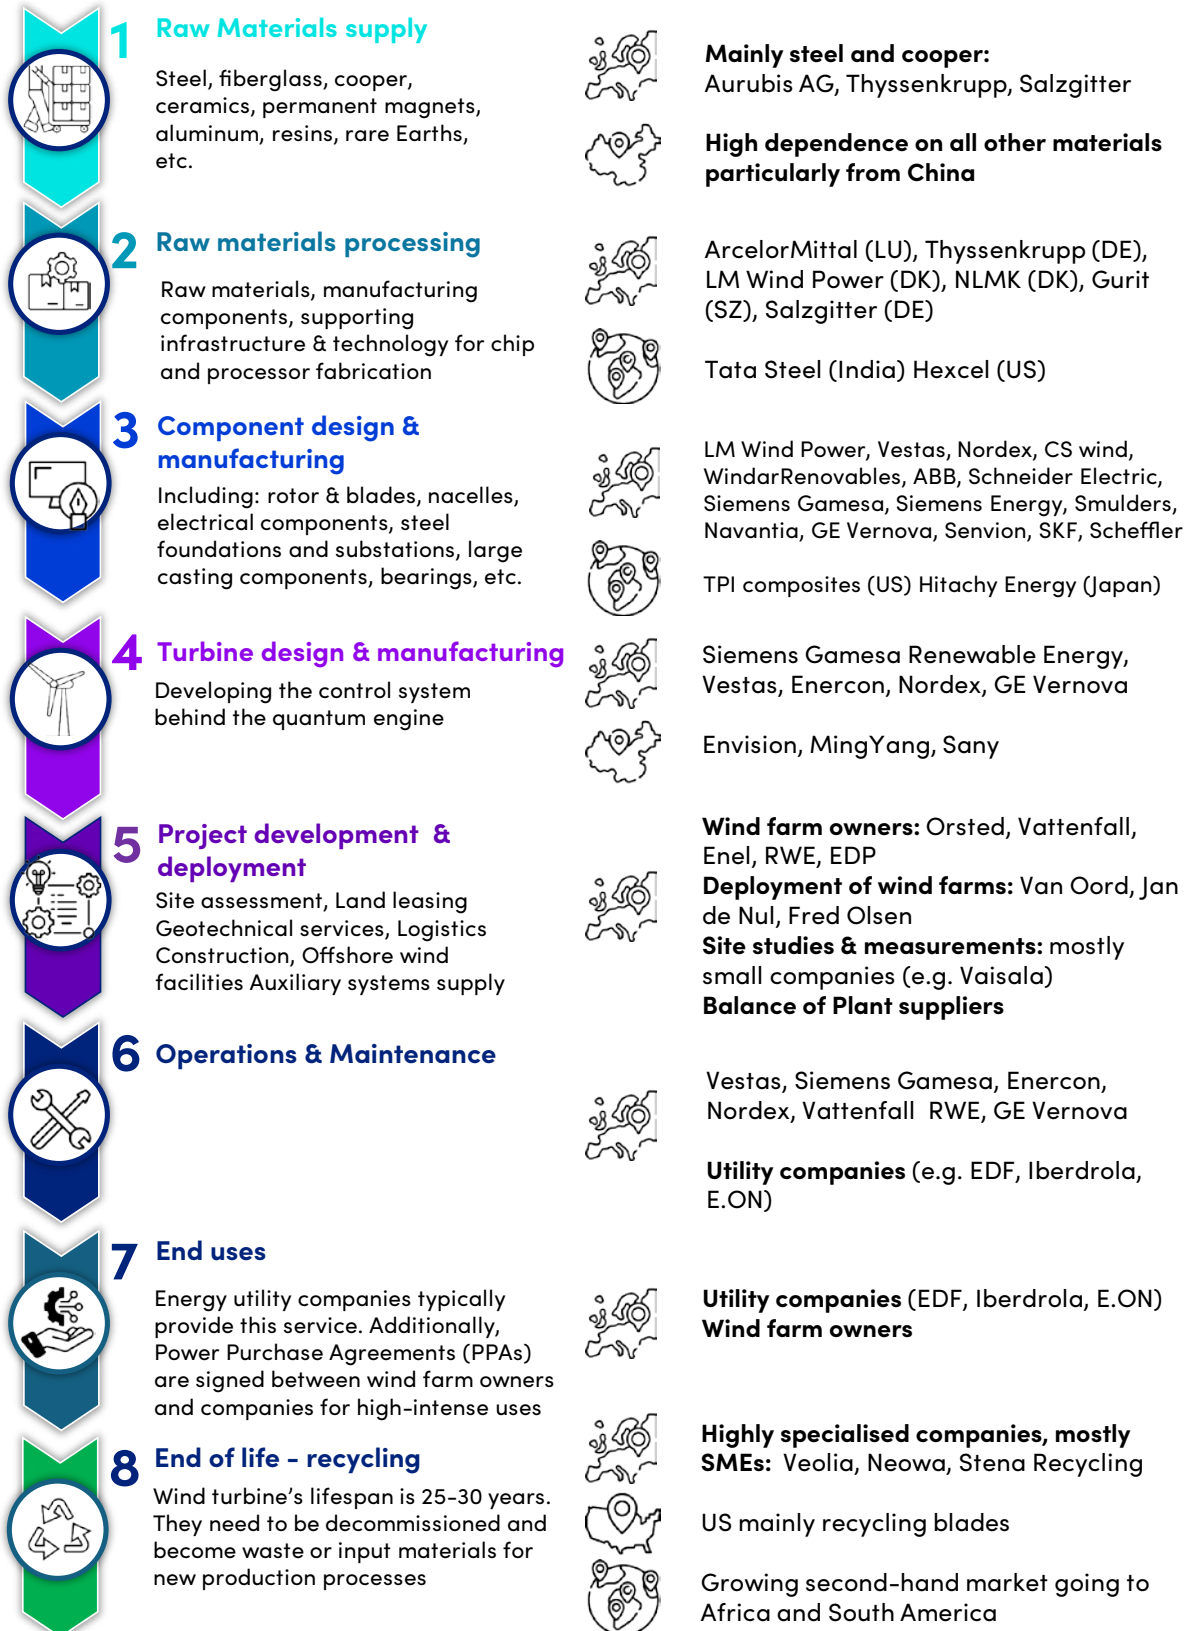 1
Raw Materials supply
Steel, fiberglass, cooper,
ceramics, permanent magnets,
aluminum, resins, rare Earths,
etc.
Mainly steel and cooper:
Aurubis AG, Thyssenkrupp, Salzgitter
High dependence on all other materials
particularly from China
2
Raw materials processing
Raw materials, manufacturing
components, supporting
infrastructure & technology for chip
and processor fabrication
ArcelorMittal (LU), Thyssenkrupp (DE),
LM Wind Power (DK), NLMK (DK), Gurit
(SZ), Salzgitter (DE)
Tata Steel (India) Hexcel (US)
3
Component design &
manufacturing
Including: rotor & blades, nacelles,
electrical components, steel
foundations and substations, large
casting components, bearings, etc.
LM Wind Power, Vestas, Nordex, CS wind,
WindarRenovables, ABB, Schneider Electric,
Siemens Gamesa, Siemens Energy, Smulders,
Navantia, GE Vernova, Senvion, SKF, Scheffler
TPI composites (US) Hitachy Energy (Japan)
4
Turbine design & manufacturing
Developing the control system
behind the quantum engine
Siemens Gamesa Renewable Energy,
Vestas, Enercon, Nordex, GE Vernova
Envision, MingYang, Sany
5
Project development &
deployment
Site assessment, Land leasing
Geotechnical services, Logistics
Construction, Offshore wind
facilities Auxiliary systems supply
Wind farm owners: Orsted, Vattenfall,
Enel, RWE, EDP
Deployment of wind farms: Van Oord, Jan
de Nul, Fred Olsen
Site studies & measurements: mostly
small companies (e.g. Vaisala)
Balance of Plant suppliers
6
Operations & Maintenance
Vestas, Siemens Gamesa, Enercon,
Nordex, Vattenfall RWE, GE Vernova
Utility companies (e.g. EDF, Iberdrola,
E.ON)
7
End uses
Energy utility companies typically
provide this service. Additionally,
Power Purchase Agreements (PPAs)
are signed between wind farm owners
and companies for high-intense uses
Utility companies (EDF, Iberdrola, E.ON)
Wind farm owners
8
End of life - recycling
Wind turbine's lifespan is 25-30 years.
They need to be decommissioned and
become waste or input materials for
new production processes
Highly specialised companies, mostly
SMEs: Veolia, Neowa, Stena Recycling
US mainly recycling blades
Growing second-hand market going to
Africa and South America